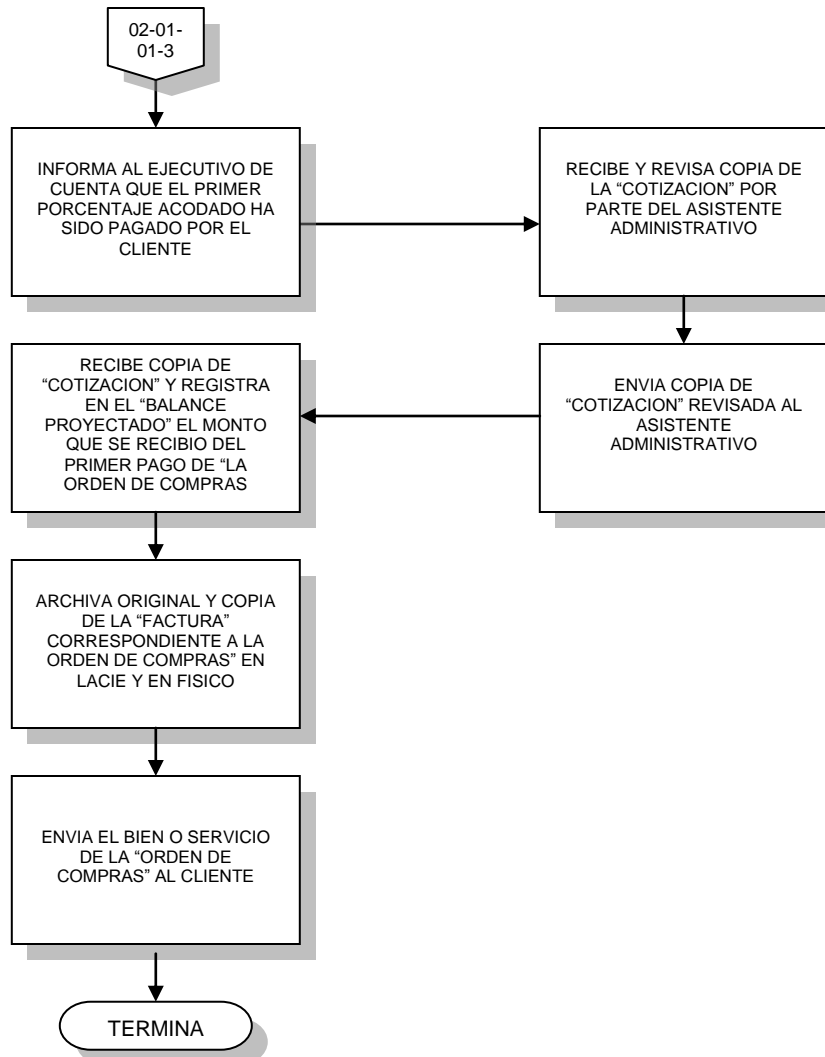 02-01-
01-3
INFORMA AL EJECUTIVO DE
CUENTA QUE EL PRIMER
PORCENTAJE ACODADO HA
SIDO PAGADO POR EL
CLIENTE
RECIBE Y REVISA COPIA DE
LA “COTIZACION” POR
PARTE DEL ASISTENTE
ADMINISTRATIVO
ENVIA COPIA DE
“COTIZACION” REVISADA AL
ASISTENTE
ADMINISTRATIVO
RECIBE COPIA DE
“COTIZACION” Y REGISTRA
EN EL “BALANCE
PROYECTADO” EL MONTO
QUE SE RECIBIO DEL
PRIMER PAGO DE “LA
ORDEN DE COMPRAS
ARCHIVA ORIGINAL Y COPIA
DE LA “FACTURA”
CORRESPONDIENTE A LA
ORDEN DE COMPRAS” EN
LACIE Y EN FISICO
ENVIA EL BIEN O SERVICIO
DE LA “ORDEN DE
COMPRAS” AL CLIENTE
TERMINA